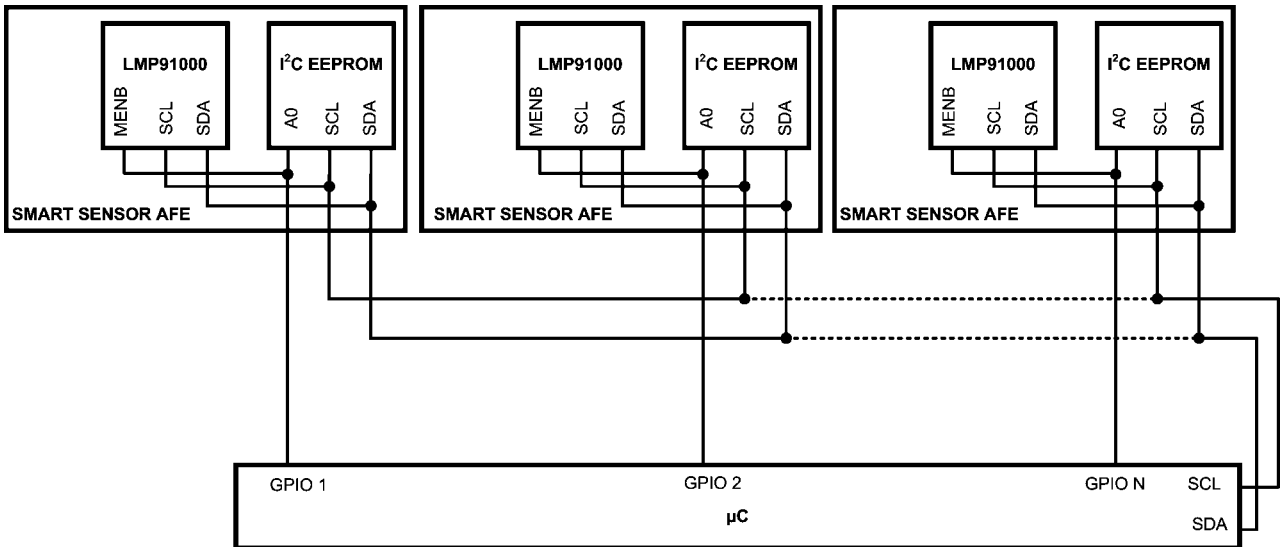 LMP91000
I²C EEPROM
MENB
SCL
SDA
A0
SCL
SDA
SMART SENSOR AFE
LMP91000
I²C EEPROM
MENB
SCL
SDA
A0
SCL
SDA
SMART SENSOR AFE
LMP91000
I²C EEPROM
MENB
SCL
SDA
A0
SCL
SDA
SMART SENSOR AFE
GPIO 1
GPIO 2
GPIO N
SCL
SDA
µC